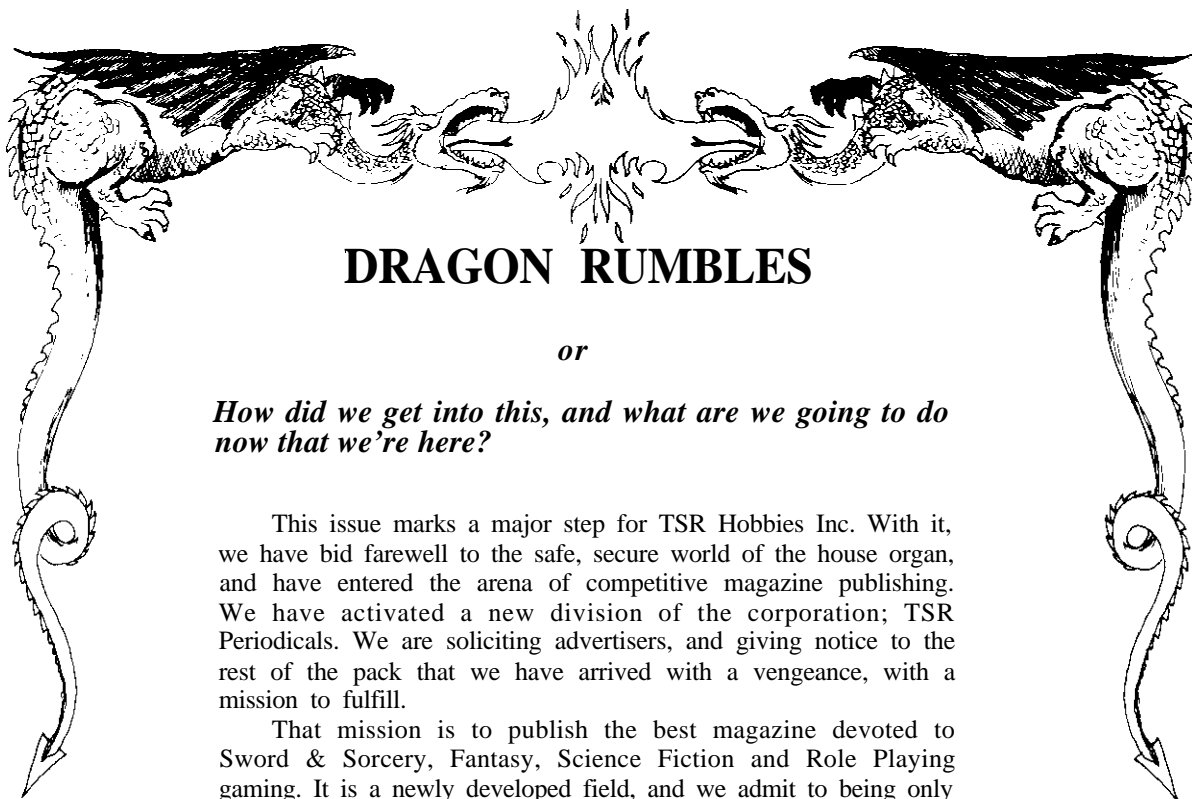 DRAGON RUMBLES
or
How did we get into this, and what are we going to do
now that we're here?
This issue marks a major step for TSR Hobbies Inc. With it,
we have bid farewell to the safe, secure world of the house organ,
and have entered the arena of competitive magazine publishing.
We have activated a new division of the corporation; TSR
Periodicals. We are soliciting advertisers, and giving notice to the
rest of the pack that we have arrived with a vengeance, with a
mission to fulfill.
That mission is to publish the best magazine devoted to
Sword & Sorcery, Fantasy, Science Fiction and Role Playing
gaming. It is a newly developed field, and we admit to being only